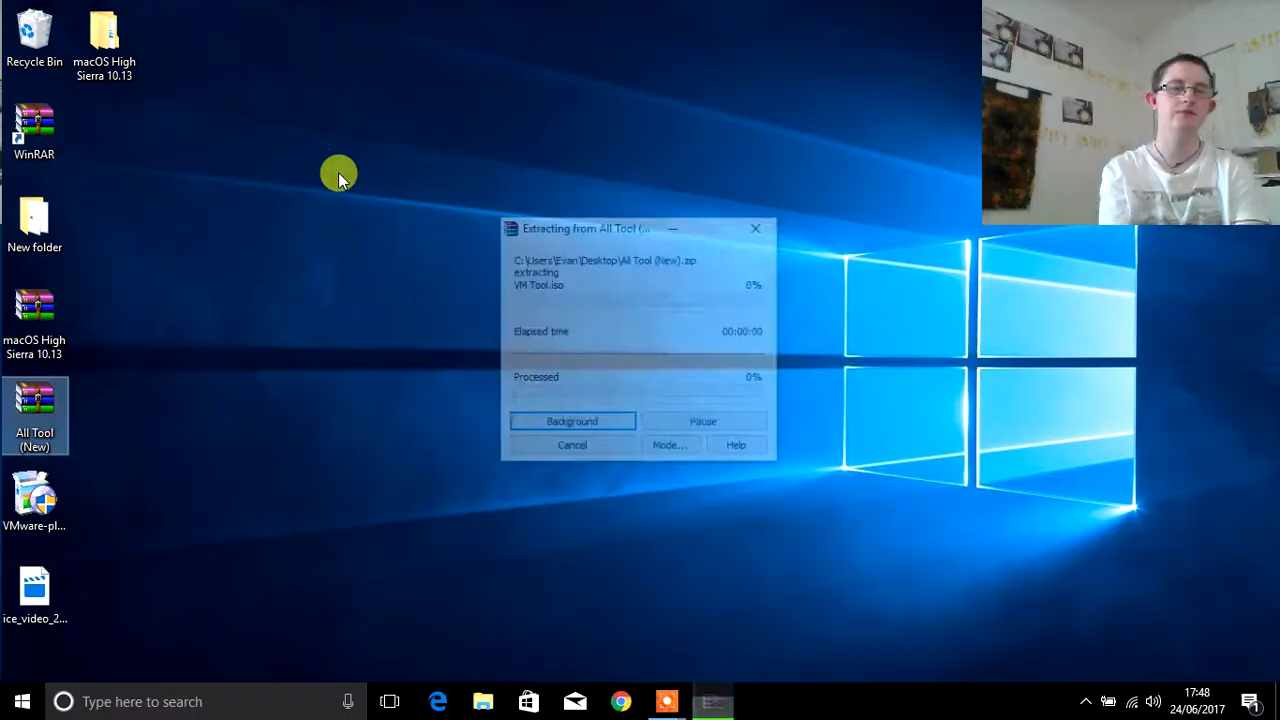 Recycle Bin
macOS High
Sierra 10.13
WinRAR
New folder
macOS High
Sierra 10.13
All Tool
(New)
VMware-pl...
ice_video_2...
Extracting from All Tool (...
C:\Users\Evan\Desktop\All Tool (New).zip
extracting
VM Tool.iso 0%
Elapsed time 00:00:00
Processed 0%
Background Pause
Cancel Mode... Help
Type here to search
17:48
24/06/2017
1